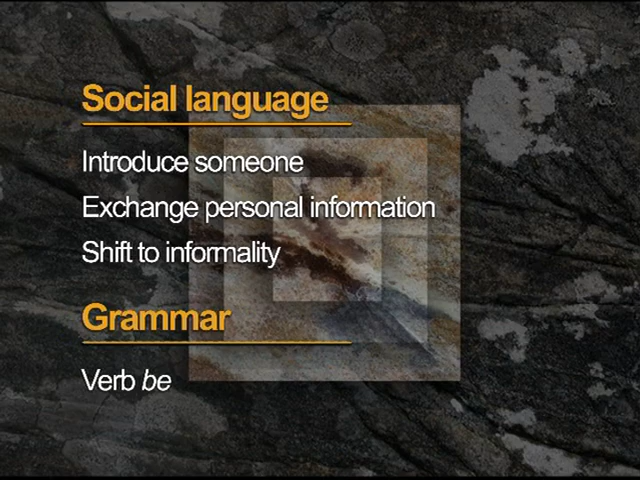 Social language
Introduce someone
Exchange personal information
Shift to informality
Grammar
Verb be